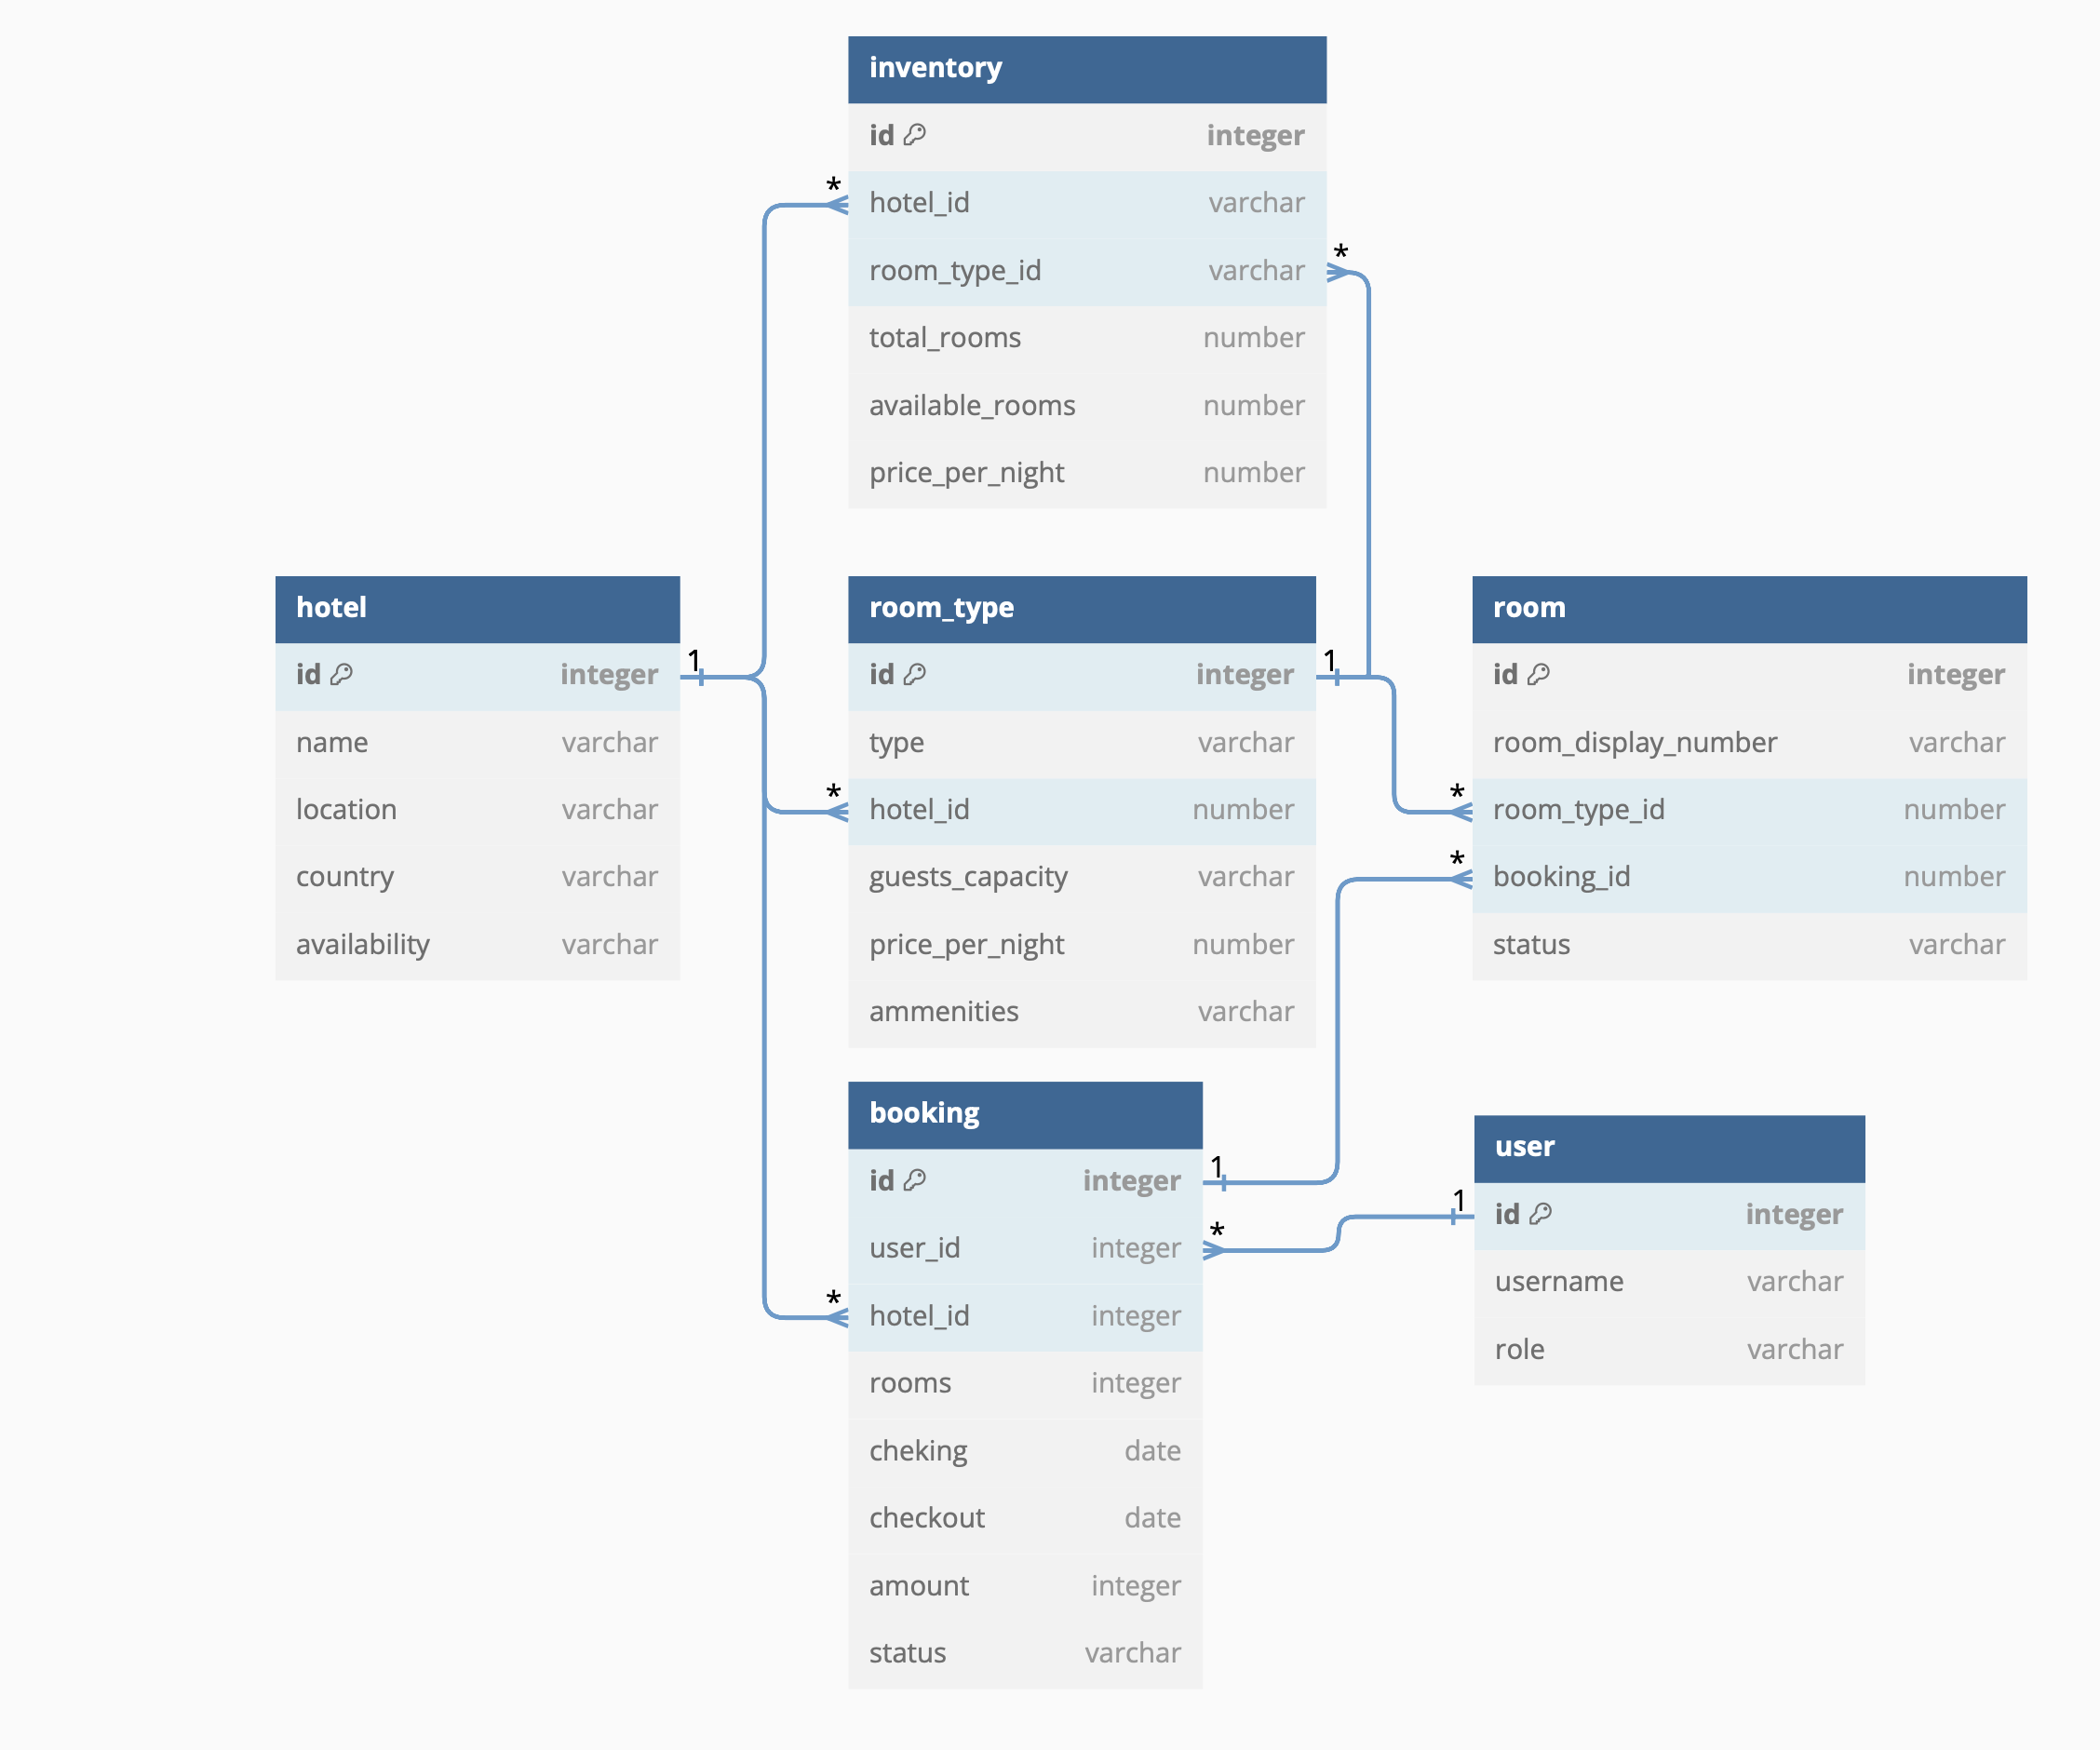 inventory
id integer
* hotel_id varchar
*
room_type_id varchar
total_rooms number
available_rooms number
price_per_night number
hotel
id integer 1
name varchar
location varchar
country varchar
availability varchar
room_type
id integer 1
type varchar
* hotel_id number
guests_capacity varchar
price_per_night number
ammenities varchar
room
id integer
room_display_number varchar
* room_type_id number
* booking_id number
status varchar
booking
id integer 1
user_id integer *
* hotel_id integer
rooms integer
cheking date
checkout date
amount integer
status varchar
user
1 id integer
username varchar
role varchar